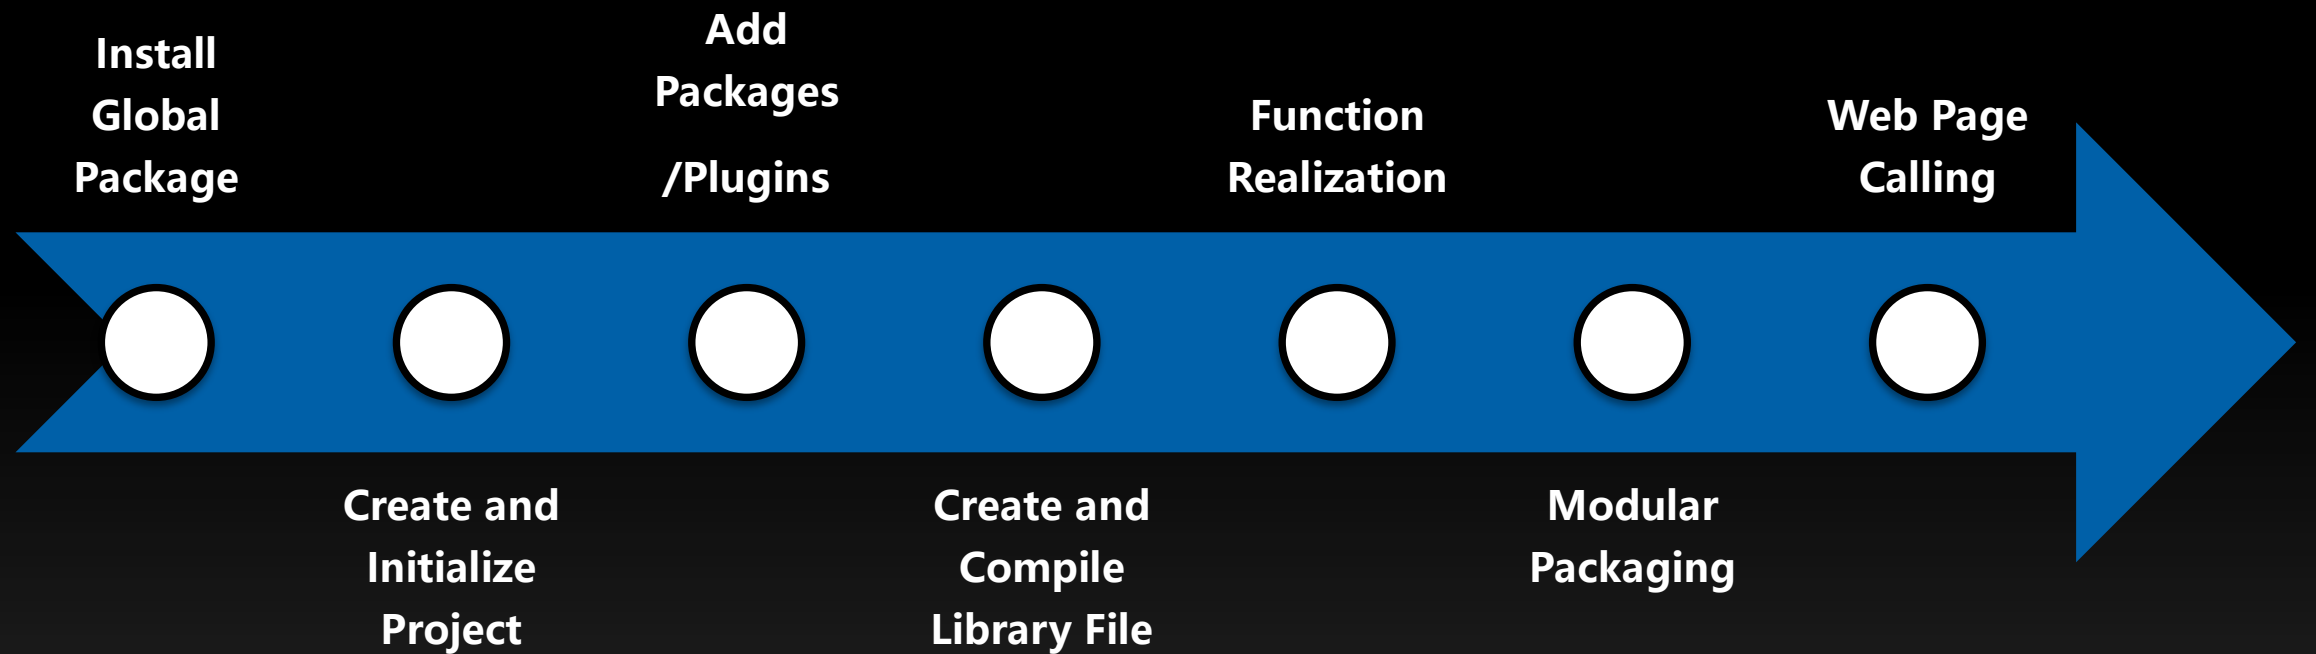 Install
Global
Package
Create and
Initialize
Project
Add
Packages
/Plugins
Create and
Compile
Library File
Function
Realization
Modular
Packaging
Web Page
Calling